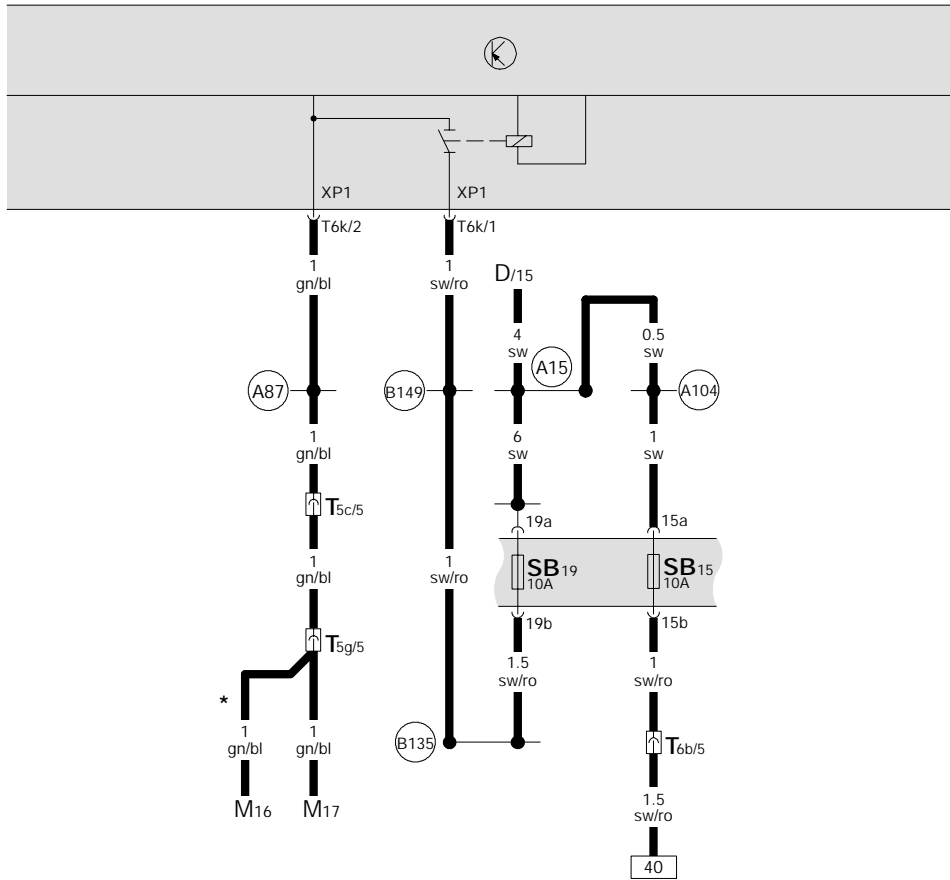 XP1
XP1
T6k/2
T6k/1
1
gn/bl
1
sw/ro
D/15
4
sw
0.5
sw
A15
A87
B149
A104
1
gn/bl
6
sw
1
sw
T5c/5
19a
15a
1
gn/bl
1
sw/ro
SB19
10A
SB15
10A
19b
15b
T5g/5
1.5
sw/ro
1
sw/ro
*
1
gn/bl
1
gn/bl
B135
T6b/5
M16
M17
1.5
sw/ro
40